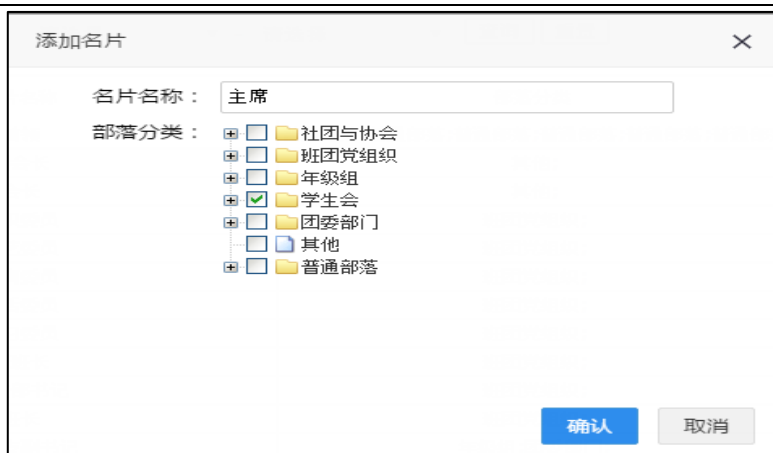 添加名片
名片名称： 主席
部落分类： 社团与协会
班团党组织
年级组
学生会
团委部门
其他
普通部落
确认 取消